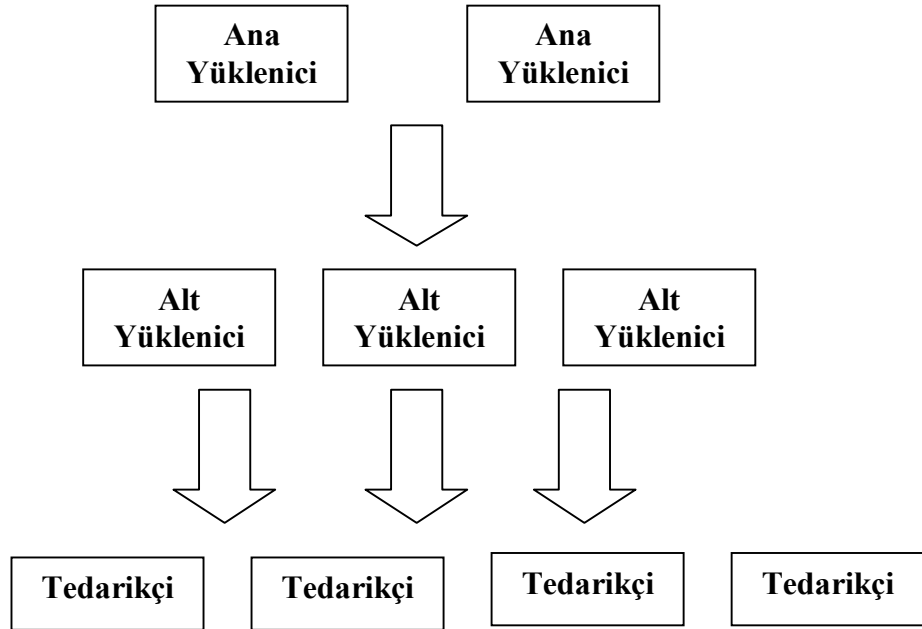 Ana
Yüklenici
Ana
Yüklenici
Alt
Yüklenici
Alt
Yüklenici
Alt
Yüklenici
Tedarikçi
Tedarikçi
Tedarikçi
Tedarikçi